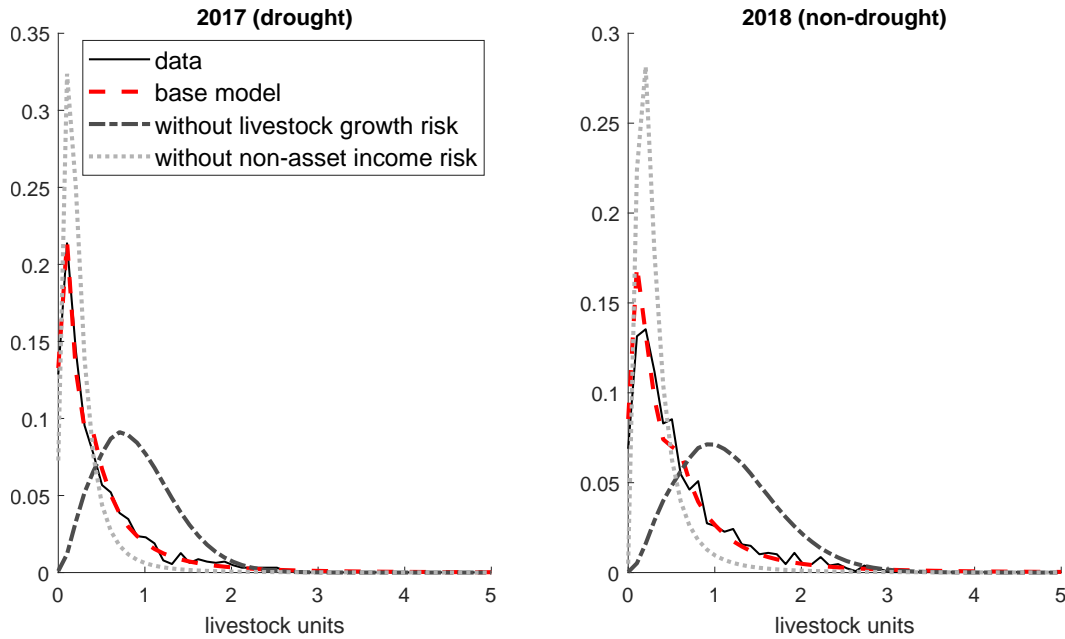 2017 (drought)
0.35
0.3
0.25
0.2
0.15
0.1
0.05
0
data
base model
without livestock growth risk
without non-asset income risk
0 1 2 3 4 5
livestock units
2018 (non-drought)
0.3
0.25
0.2
0.15
0.1
0.05
0
0 1 2 3 4 5
livestock units